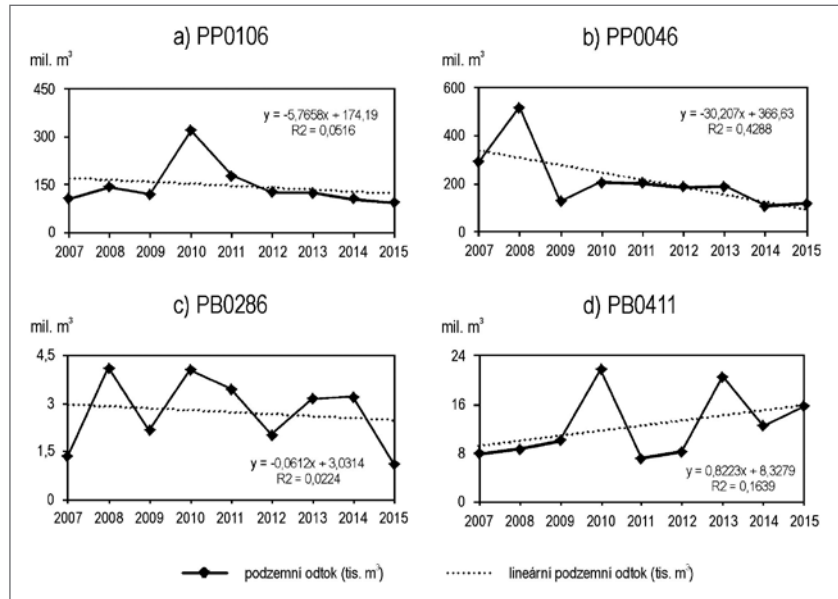 a) PP0106
mil. m³
450
300
150
0
y = -5,7658x + 174,19
R2 = 0,0516
2007 2008 2009 2010 2011 2012 2013 2014 2015
b) PP0046
mil. m³
600
400
200
0
y = -30,207x + 366,63
R2 = 0,4288
2007 2008 2009 2010 2011 2012 2013 2014 2015
c) PB0286
mil. m³
4,5
3
1,5
0
y = -0,0612x + 3,0314
R2 = 0,0224
2007 2008 2009 2010 2011 2012 2013 2014 2015
d) PB0411
mil. m³
24
16
8
0
y = 0,8223x + 8,3279
R2 = 0,1639
2007 2008 2009 2010 2011 2012 2013 2014 2015
podzemní odtok (tis. m³) lineární podzemní odtok (tis. m³)